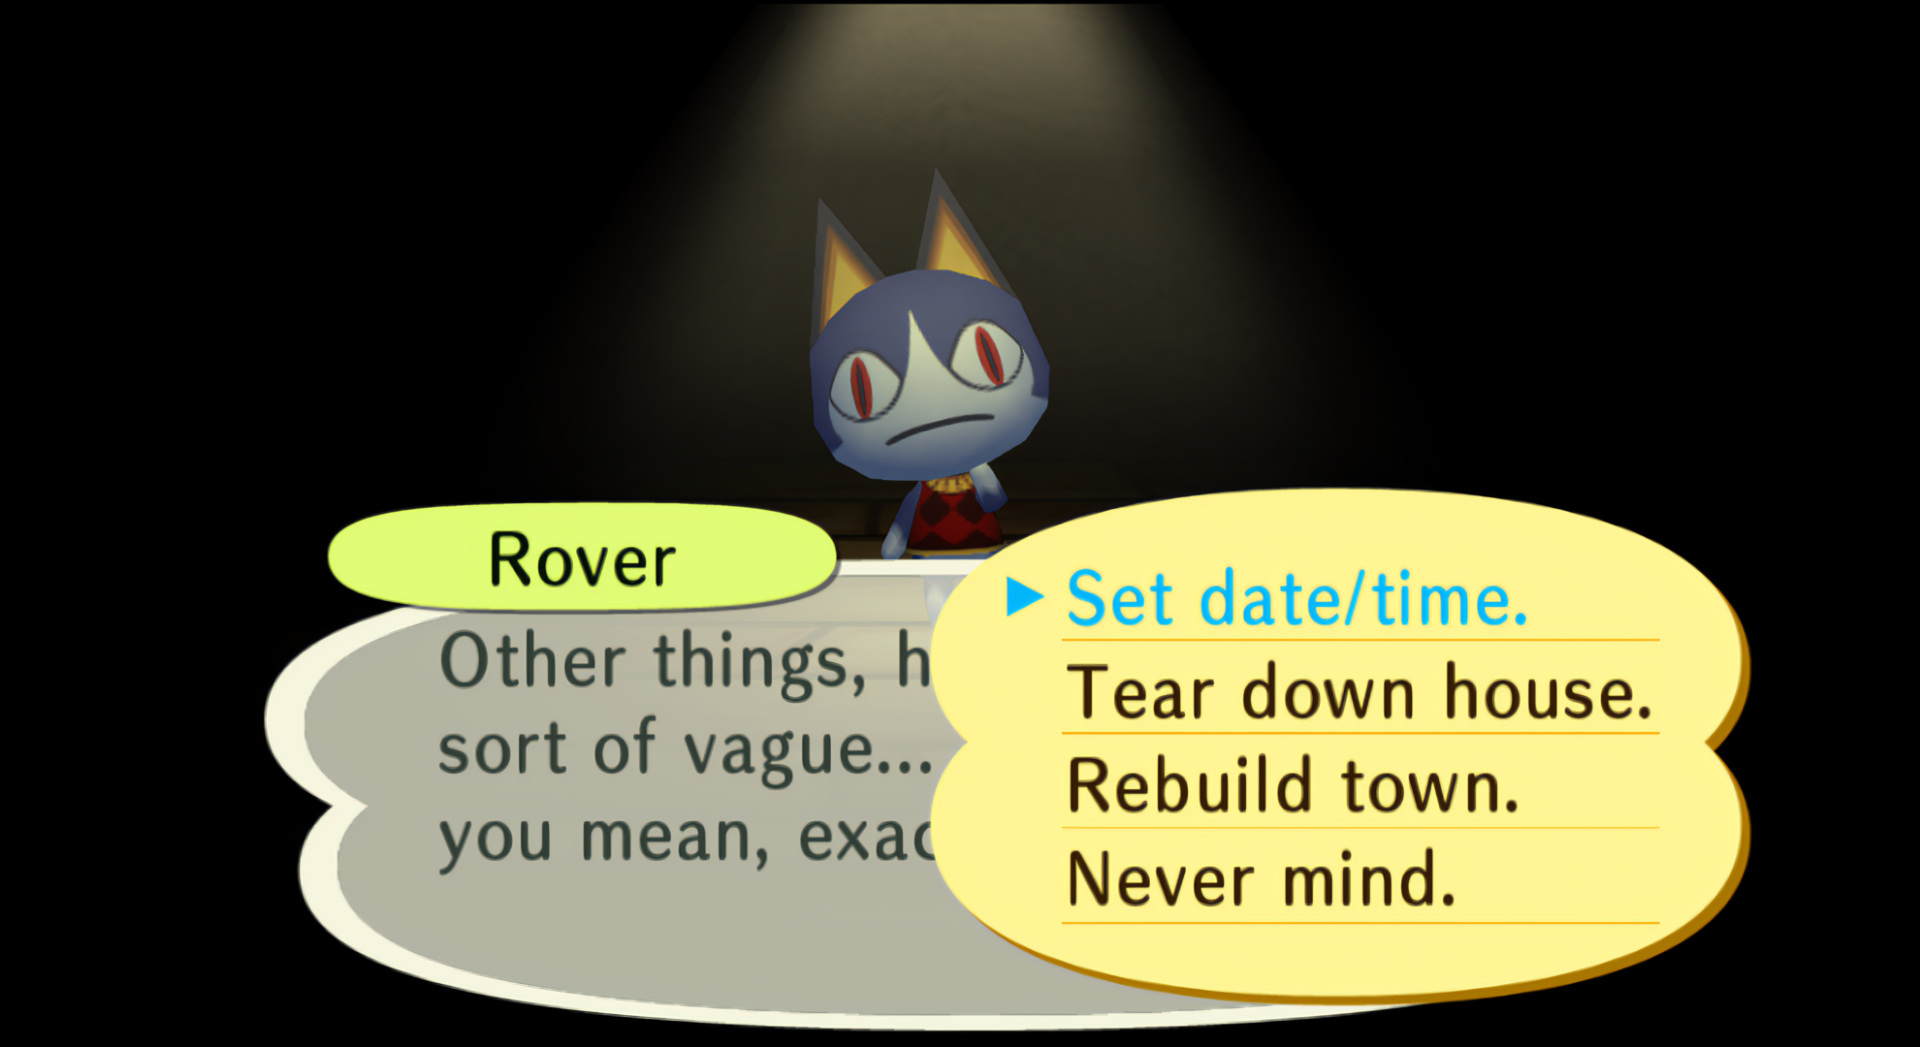 Rover
Other things, h
sort of vague...
you mean, exac
Set date/time.
Tear down house.
Rebuild town.
Never mind.